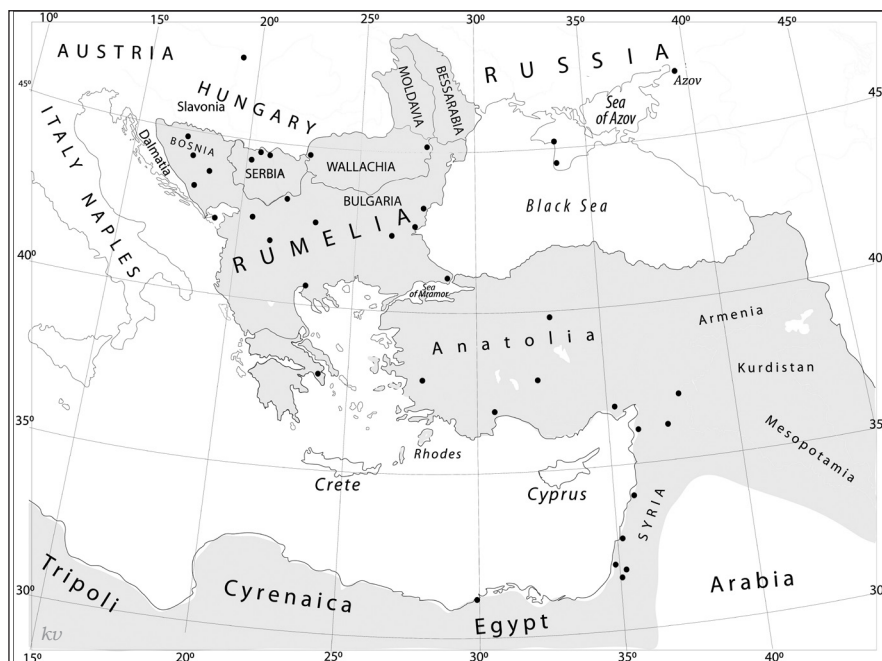 10° 15° 20° 25° 30° 35° 40° 45°
AUSTRIA
RUSSIA
Azov
Sea
of Azov
45°
45°
HUNGARY
Slavonia
MOLDAVIA
BESSARABIA
ITALY
NAPLES
Dalmatia
BOSNIA
SERBIA
WALLACHIA
BULGARIA
Black Sea
RUMELIA
40°
40°
Sea
of Mramor
Anatolia
Armenia
Kurdistan
Mesopotamia
35°
35°
Rhodes
Crete
Cyprus
SYRIA
Tripoli
Cyrenaica
Egypt
Arabia
30°
30°
kv
15° 20° 25° 30° 35° 40°